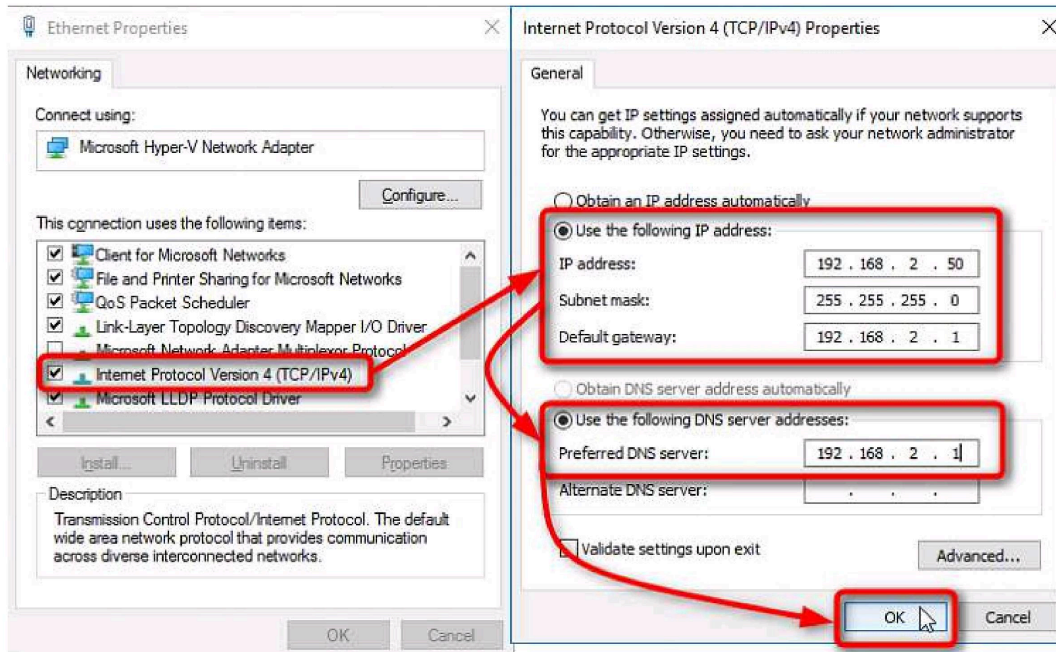 Ethernet Properties
Networking
Connect using:
Microsoft Hyper-V Network Adapter
Configure...
This connection uses the following items:
Client for Microsoft Networks
File and Printer Sharing for Microsoft Networks
QoS Packet Scheduler
Link-Layer Topology Discovery Mapper I/O Driver
Microsoft Network Adapter Multiplexor Protocol
Internet Protocol Version 4 (TCP/IPv4)
Microsoft LLDP Protocol Driver
Install...
Uninstall
Properties
Description
Transmission Control Protocol/Internet Protocol. The default
wide area network protocol that provides communication
across diverse interconnected networks.
OK
Cancel
Internet Protocol Version 4 (TCP/IPv4) Properties
General
You can get IP settings assigned automatically if your network supports
this capability. Otherwise, you need to ask your network administrator
for the appropriate IP settings.
Obtain an IP address automatically
Use the following IP address:
IP address: 192 . 168 . 2 . 50
Subnet mask: 255 . 255 . 255 . 0
Default gateway: 192 . 168 . 2 . 1
Obtain DNS server address automatically
Use the following DNS server addresses:
Preferred DNS server: 192 . 168 . 2 . 1
Alternate DNS server: . . .
Validate settings upon exit
Advanced...
OK
Cancel